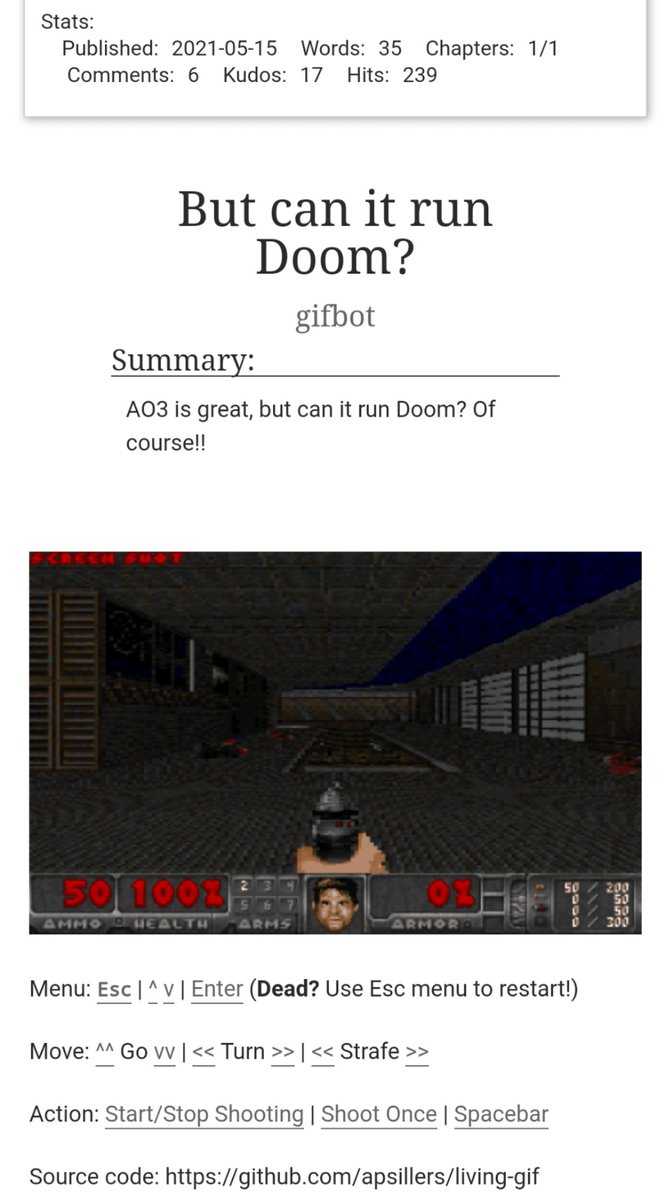 Stats:
Published: 2021-05-15 Words: 35 Chapters: 1/1
Comments: 6 Kudos: 17 Hits: 239
But can it run
Doom?
gifbot
Summary:
AO3 is great, but can it run Doom? Of
course!!
SCREEN SHOT
50 100% 2 3 4 0% 50 / 200
5 6 7 0 / 50
0 / 50
0 / 300
AMMO HEALTH ARMS ARMOR
Menu: Esc | ^ v | Enter (Dead? Use Esc menu to restart!)
Move: ^^ Go vv | << Turn >> | << Strafe >>
Action: Start/Stop Shooting | Shoot Once | Spacebar
Source code: https://github.com/apsillers/living-gif